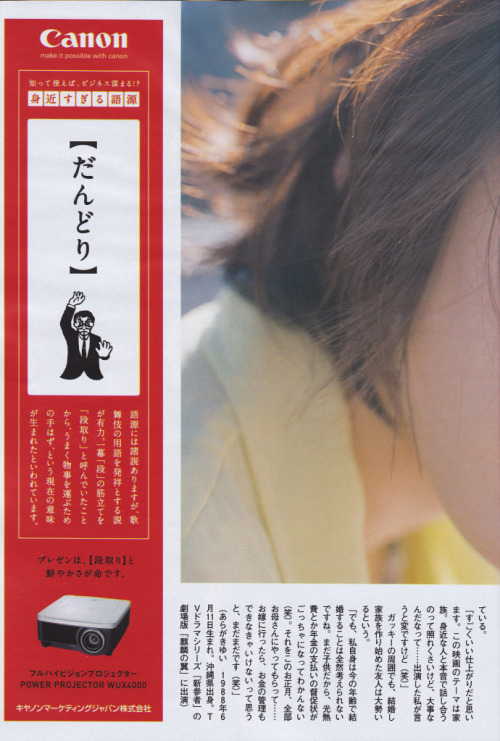 Canon
make it possible with canon
知って使えば、ビジネス深まる!?
身近すぎる語源
【だんどり】
語源には諸説ありますが、歌
舞伎の用語を発祥とする説
が有力。一幕「段」の筋立てを
「段取り」と呼んでいたこと
から、うまく物事を運ぶため
の手はず、という現在の意味
が生まれたといわれています。
プレゼンは、【段取り】と
鮮やかさが命です。
フルハイビジョンプロジェクター
POWER PROJECTOR WUX4000
キヤノンマーケティングジャパン株式会社
ている。
「すごくいい仕上がりだと思い
ます。この映画のテーマは家
族。身近な人と本音で話し合う
のって照れくさいけど、大事な
んだなって……出演した私が言
うと変ですけど(笑)」
ガッキーの周囲でも、結婚し
家族を作り始めた友人は大勢い
るという。
「でも、私自身は今の年齢で結
婚することは全然考えられない
ですね。まだ子供だから、光熱
費とか年金の支払いの督促状が
ごっちゃになってわかんない
(笑)。それをこのお正月、全部
お母さんにやってもらって……
お嫁に行ったら、お金の管理も
できなきゃいけないって思う
と、まだまだです(笑)」
(あらがきゆい 1988年6
月11日生まれ。沖縄県出身。T
Vドラマシリーズ「新参者」の
劇場版「麒麟の翼」に出演)